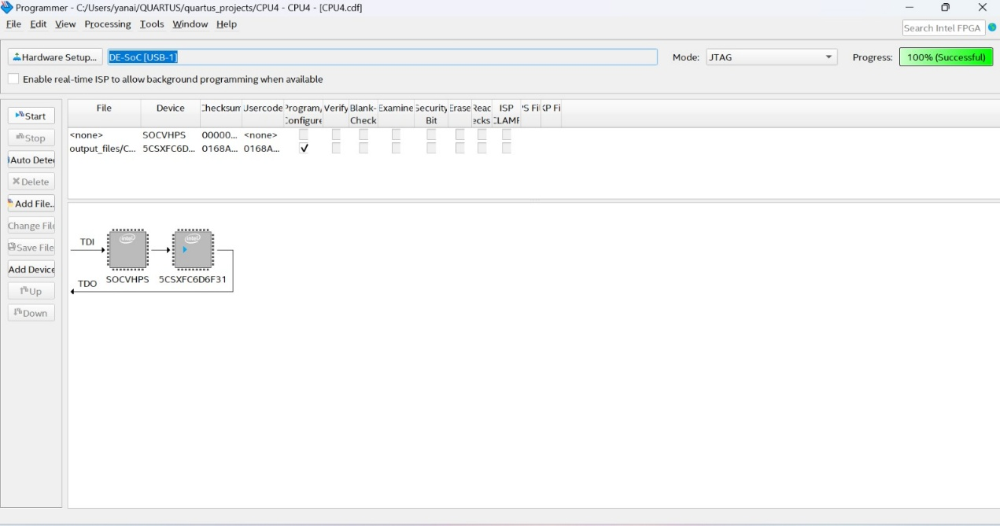 Programmer - C:/Users/yanai/QUARTUS/quartus_projects/CPU4 - CPU4 - [CPU4.cdf]
File Edit View Processing Tools Window Help
Search Intel FPGA
Hardware Setup... DE-SoC [USB-1] Mode: JTAG Progress: 100% (Successful)
Enable real-time ISP to allow background programming when available
Start
Stop
Auto Detec
Delete
Add File..
Change File
Save File
Add Device
Up
Down
File Device Checksum Usercode Program/ Verify Blank- Examine Security Erase Read ISP PS Fil KP Fi
Configure Check Bit ecks CLAMP
<none> SOCVHPS 00000... <none>
output_files/C... 5CSXFC6D... 0168A... 0168A...
TDI
intel
intel
SOCVHPS
5CSXFC6D6F31
TDO